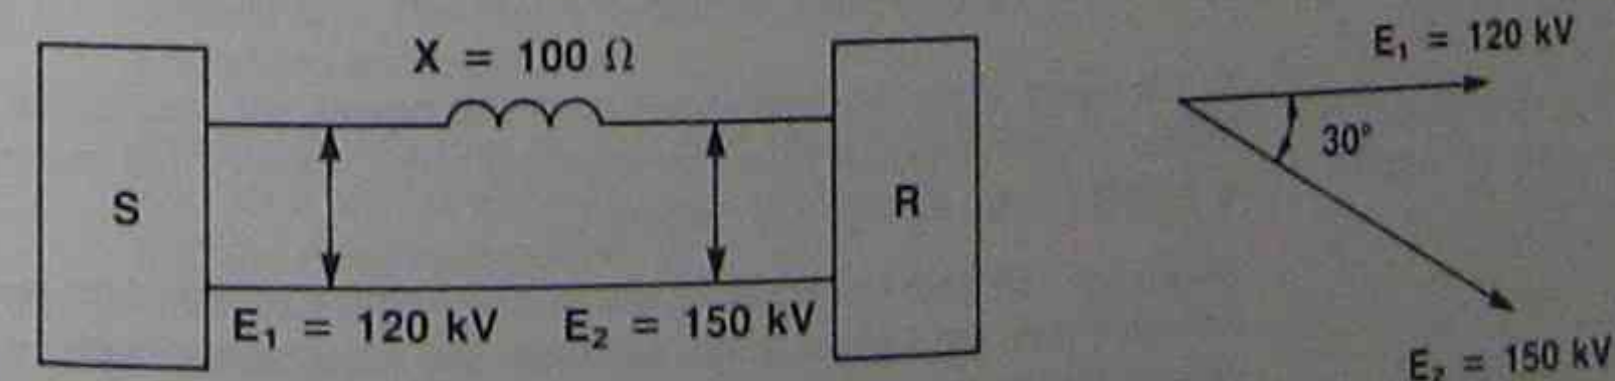 X = 100 Ω
S
R
E₁ = 120 kV
E₂ = 150 kV
E₁ = 120 kV
30°
E₂ = 150 kV